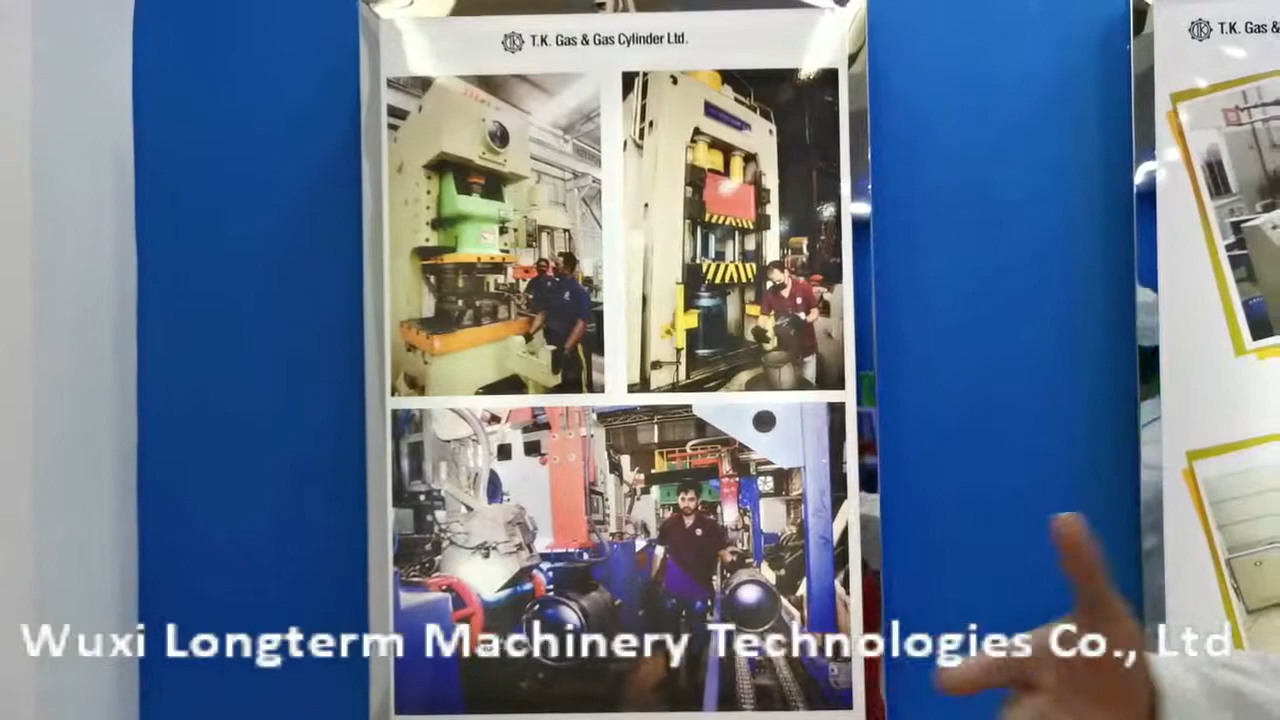 T.K. Gas & Gas Cylinder Ltd.
T.K. Gas &
Wuxi Longterm Machinery Technologies Co., Ltd